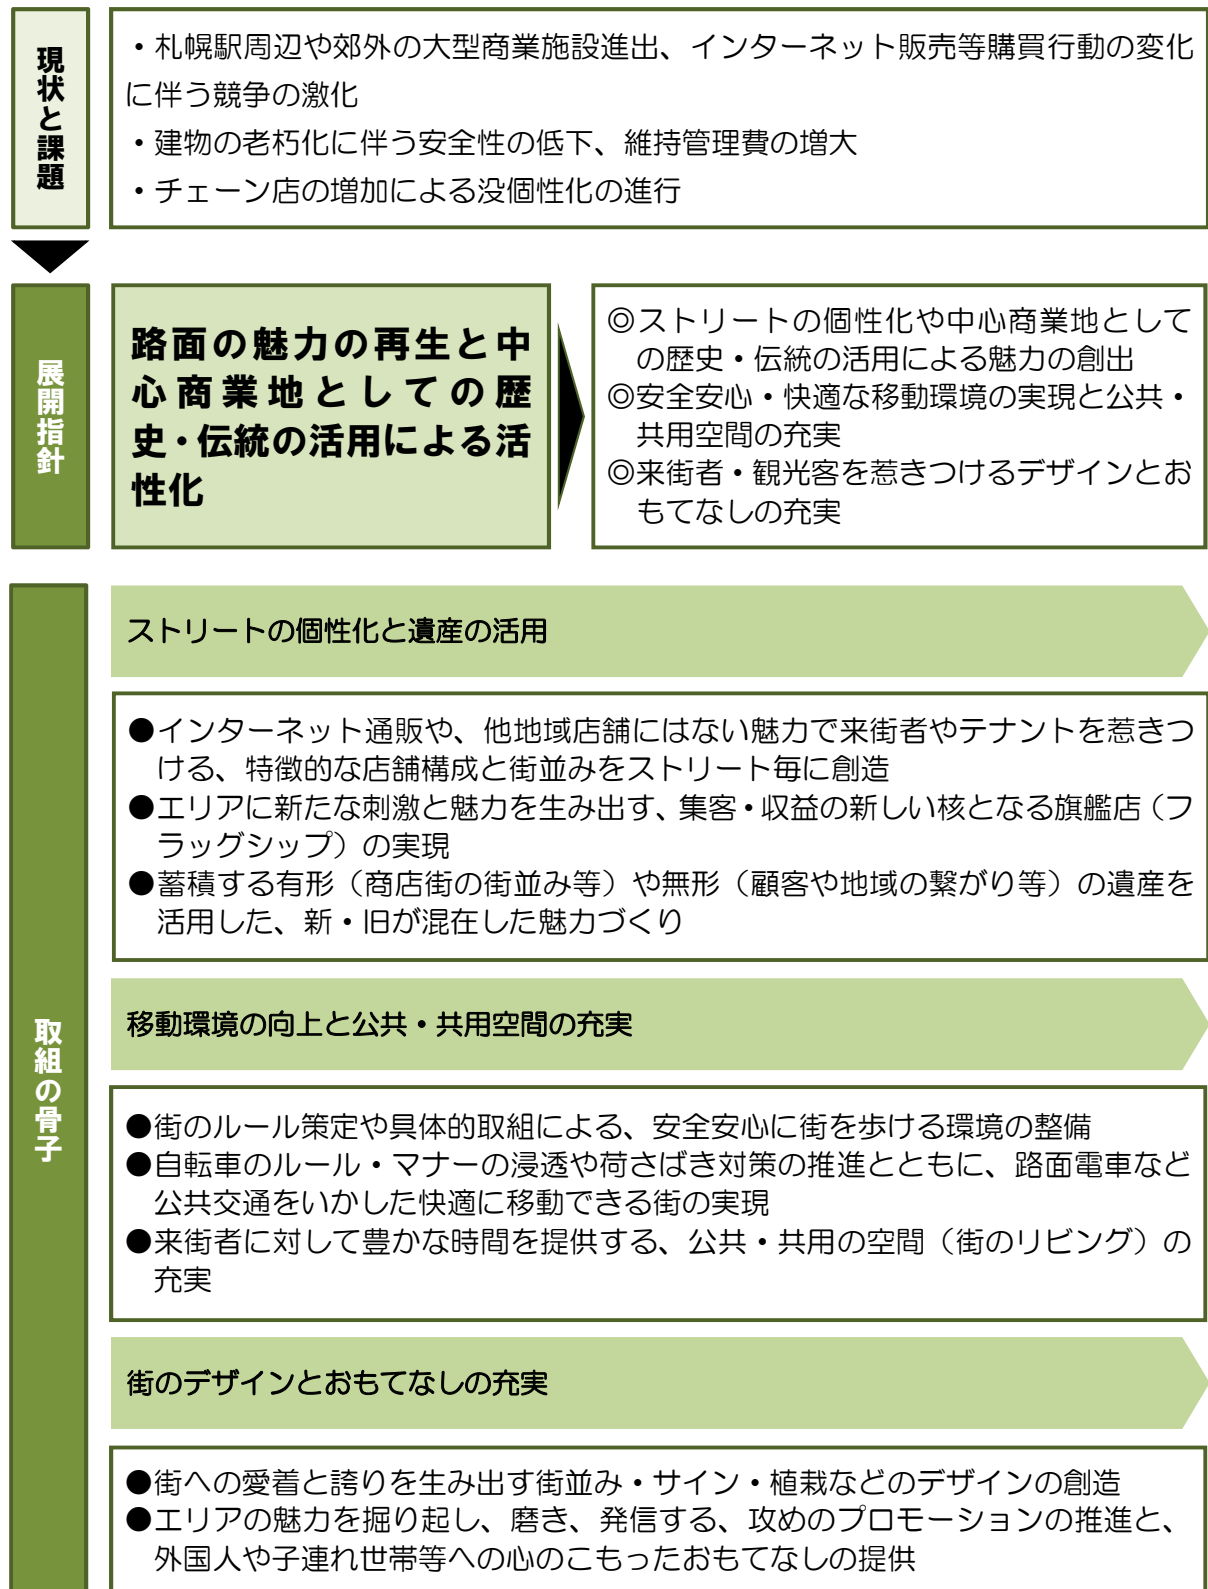 現状と課題
・札幌駅周辺や郊外の大型商業施設進出、インターネット販売等購買行動の変化
に伴う競争の激化
・建物の老朽化に伴う安全性の低下、維持管理費の増大
・チェーン店の増加による没個性化の進行
展開指針
路面の魅力の再生と中
心商業地としての歴
史・伝統の活用による活
性化
◎ストリートの個性化や中心商業地として
の歴史・伝統の活用による魅力の創出
◎安全安心・快適な移動環境の実現と公共・
共用空間の充実
◎来街者・観光客を惹きつけるデザインとお
もてなしの充実
取組の骨子
ストリートの個性化と遺産の活用
●インターネット通販や、他地域店舗にはない魅力で来街者やテナントを惹きつ
ける、特徴的な店舗構成と街並みをストリート毎に創造
●エリアに新たな刺激と魅力を生み出す、集客・収益の新しい核となる旗艦店（フ
ラッグシップ）の実現
●蓄積する有形（商店街の街並み等）や無形（顧客や地域の繋がり等）の遺産を
活用した、新・旧が混在した魅力づくり
移動環境の向上と公共・共用空間の充実
●街のルール策定や具体的取組による、安全安心に街を歩ける環境の整備
●自転車のルール・マナーの浸透や荷さばき対策の推進とともに、路面電車など
公共交通をいかした快適に移動できる街の実現
●来街者に対して豊かな時間を提供する、公共・共用の空間（街のリビング）の
充実
街のデザインとおもてなしの充実
●街への愛着と誇りを生み出す街並み・サイン・植栽などのデザインの創造
●エリアの魅力を掘り起し、磨き、発信する、攻めのプロモーションの推進と、
外国人や子連れ世帯等への心のこもったおもてなしの提供